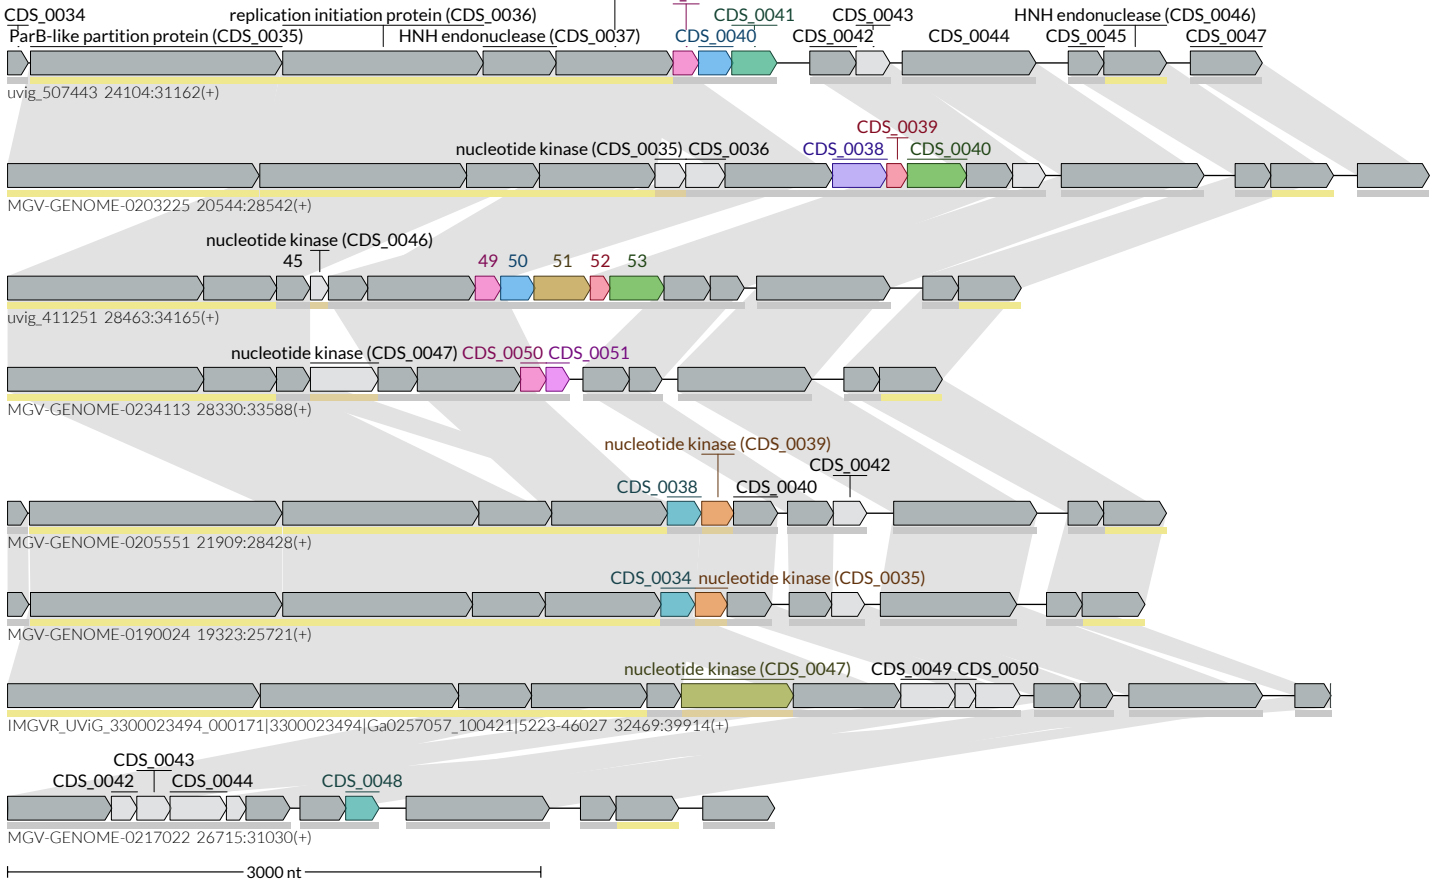 CDS_0034 replication initiation protein (CDS_0036) CDS_0041 CDS_0043 HNH endonuclease (CDS_0046)
ParB-like partition protein (CDS_0035) HNH endonuclease (CDS_0037) CDS_0040 CDS_0042 CDS_0044 CDS_0045 CDS_0047
uvig_507443 24104:31162(+)
CDS_0039
nucleotide kinase (CDS_0035) CDS_0036 CDS_0038 CDS_0040
MGV-GENOME-0203225 20544:28542(+)
nucleotide kinase (CDS_0046)
45 49 50 51 52 53
uvig_411251 28463:34165(+)
nucleotide kinase (CDS_0047) CDS_0050 CDS_0051
MGV-GENOME-0234113 28330:33588(+)
nucleotide kinase (CDS_0039)
CDS_0042
CDS_0038 CDS_0040
MGV-GENOME-0205551 21909:28428(+)
CDS_0034 nucleotide kinase (CDS_0035)
MGV-GENOME-0190024 19323:25721(+)
nucleotide kinase (CDS_0047) CDS_0049 CDS_0050
IMGVR_UViG_3300023494_000171|3300023494|Ga0257057_100421|5223-46027 32469:39914(+)
CDS_0043
CDS_0042 CDS_0044 CDS_0048
MGV-GENOME-0217022 26715:31030(+)
3000 nt